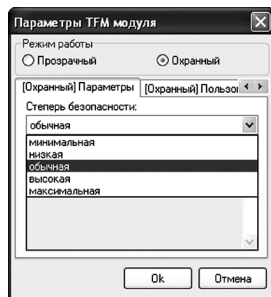 Параметры TFM модуля
Режим работы
Прозрачный Охранный
[Охранный] Параметры [Охранный] Пользо
Степерь безопасности:
обычная
минимальная
низкая
обычная
высокая
максимальная
Ok Отмена